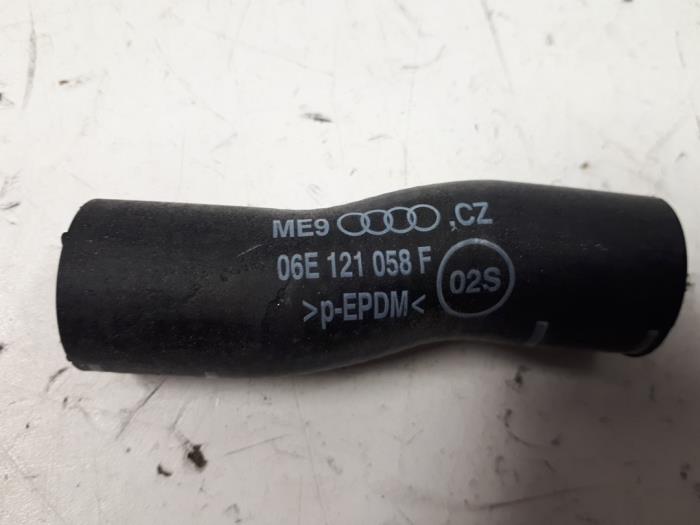 ME9 .CZ
06E 121 058 F
>p-EPDM<
02S